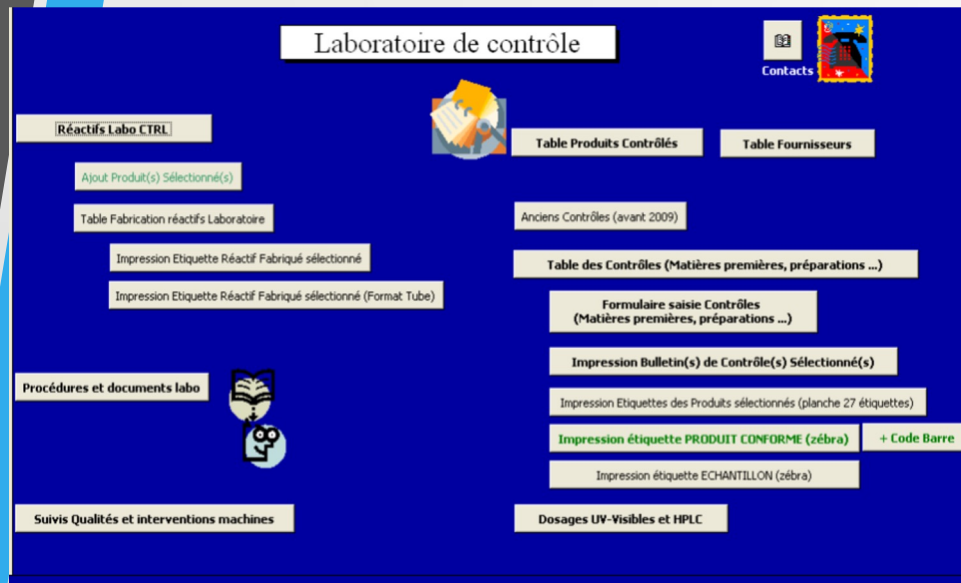 Laboratoire de contrôle
Contacts
Réactifs Labo CTRL
Ajout Produit(s) Sélectionné(s)
Table Fabrication réactifs Laboratoire
Impression Etiquette Réactif Fabriqué sélectionné
Impression Etiquette Réactif Fabriqué sélectionné (Format Tube)
Procédures et documents labo
Suivis Qualités et interventions machines
Table Produits Contrôlés
Table Fournisseurs
Anciens Contrôles (avant 2009)
Table des Contrôles (Matières premières, préparations ...)
Formulaire saisie Contrôles
(Matières premières, préparations ...)
Impression Bulletin(s) de Contrôle(s) Sélectionné(s)
Impression Etiquettes des Produits sélectionnés (planche 27 étiquettes)
Impression étiquette PRODUIT CONFORME (zébra)
+ Code Barre
Impression étiquette ECHANTILLON (zébra)
Dosages UV-Visibles et HPLC